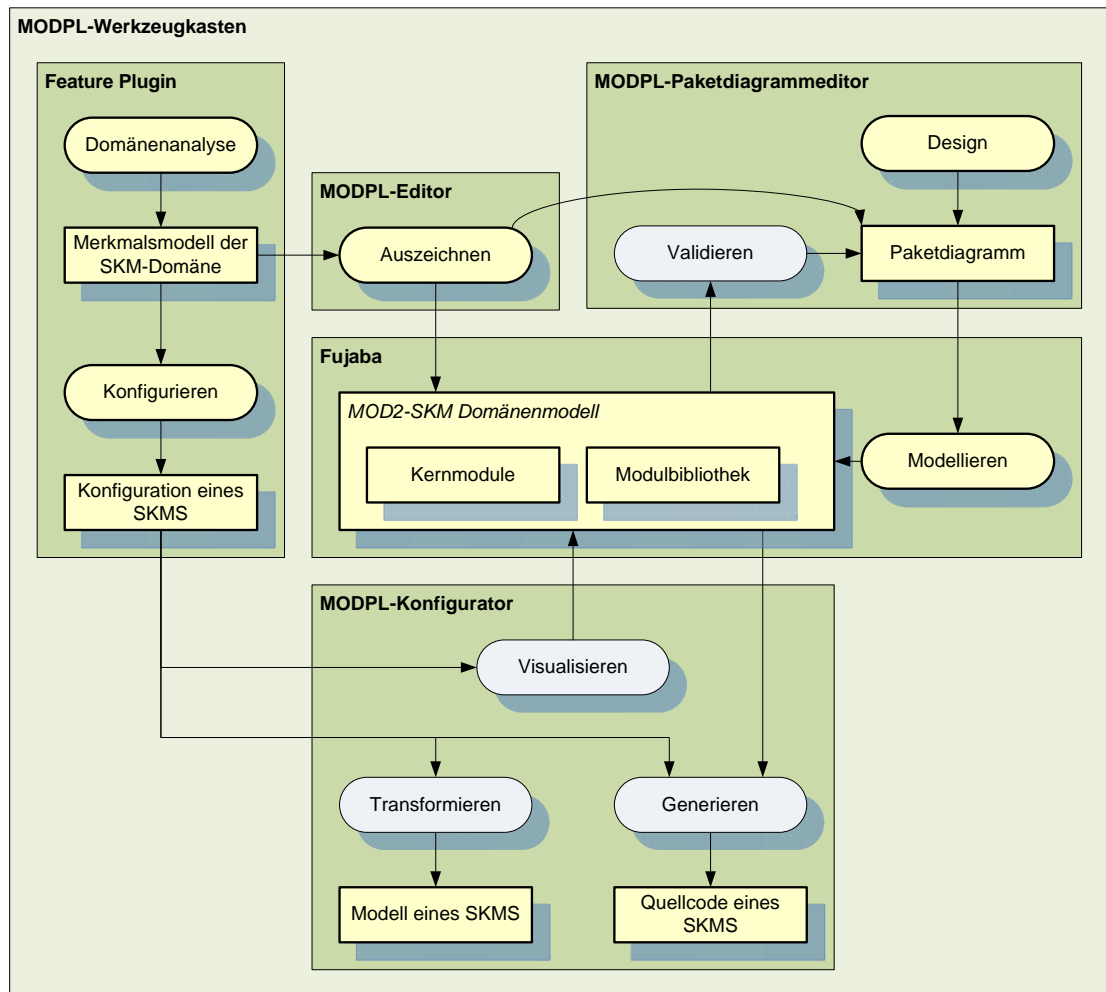 MODPL-Werkzeugkasten
Feature Plugin
MODPL-Paketdiagrammeditor
Domänenanalyse
Design
MODPL-Editor
Merkmalsmodell der
SKM-Domäne
Auszeichnen
Validieren
Paketdiagramm
Fujaba
Konfigurieren
MOD2-SKM Domänenmodell
Kernmodule
Modulbibliothek
Modellieren
Konfiguration eines
SKMS
MODPL-Konfigurator
Visualisieren
Transformieren
Generieren
Modell eines SKMS
Quellcode eines
SKMS